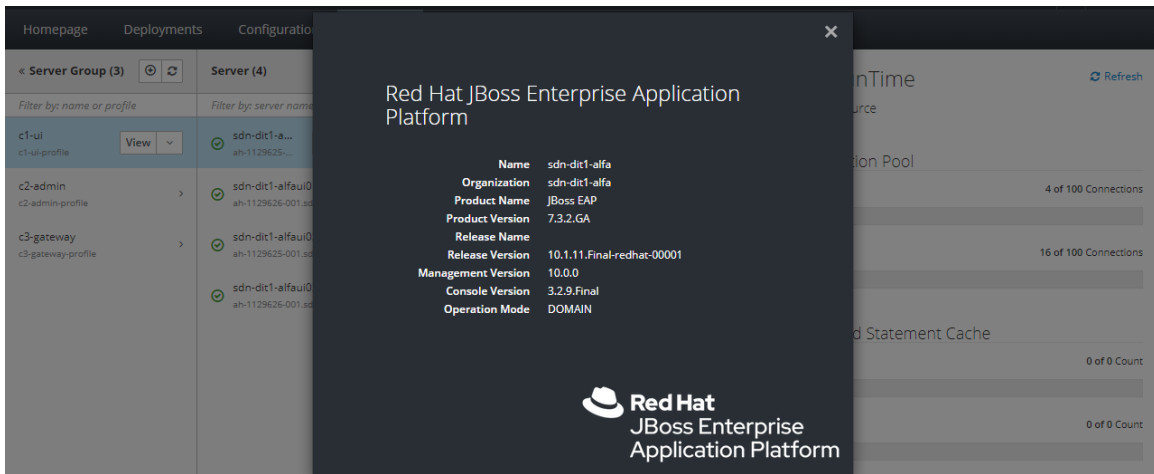 Homepage Deployments Configuratio
« Server Group (3)
Filter by: name or profile
c1-ui
c1-ui-profile
View
c2-admin
c2-admin-profile
c3-gateway
c3-gateway-profile
Server (4)
Filter by: server name
sdn-dit1-a...
ah-1129625-...
sdn-dit1-alfaui0
ah-1129626-001.sd
sdn-dit1-alfaui0
ah-1129625-001.sd
sdn-dit1-alfaui0
ah-1129626-001.sd
Red Hat JBoss Enterprise Application
Platform
Name sdn-dit1-alfa
Organization sdn-dit1-alfa
Product Name JBoss EAP
Product Version 7.3.2.GA
Release Name
Release Version 10.1.11.Final-redhat-00001
Management Version 10.0.0
Console Version 3.2.9.Final
Operation Mode DOMAIN
Red Hat
JBoss Enterprise
Application Platform
nTime
Refresh
urce
ion Pool
4 of 100 Connections
16 of 100 Connections
d Statement Cache
0 of 0 Count
0 of 0 Count